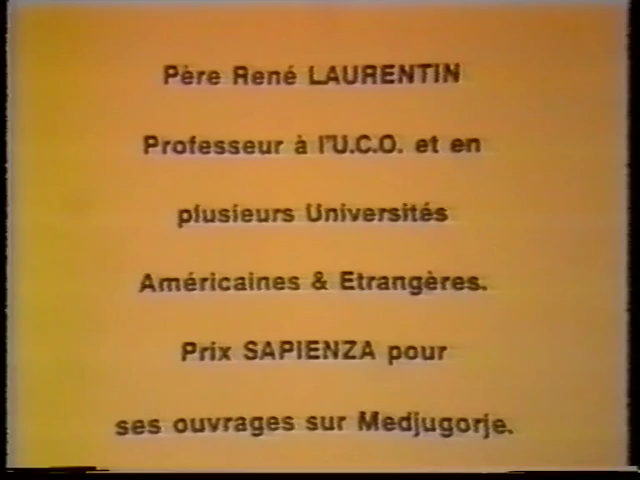 Père René LAURENTIN
Professeur à l'U.C.O. et en
plusieurs Universités
Américaines & Etrangères.
Prix SAPIENZA pour
ses ouvrages sur Medjugorje.